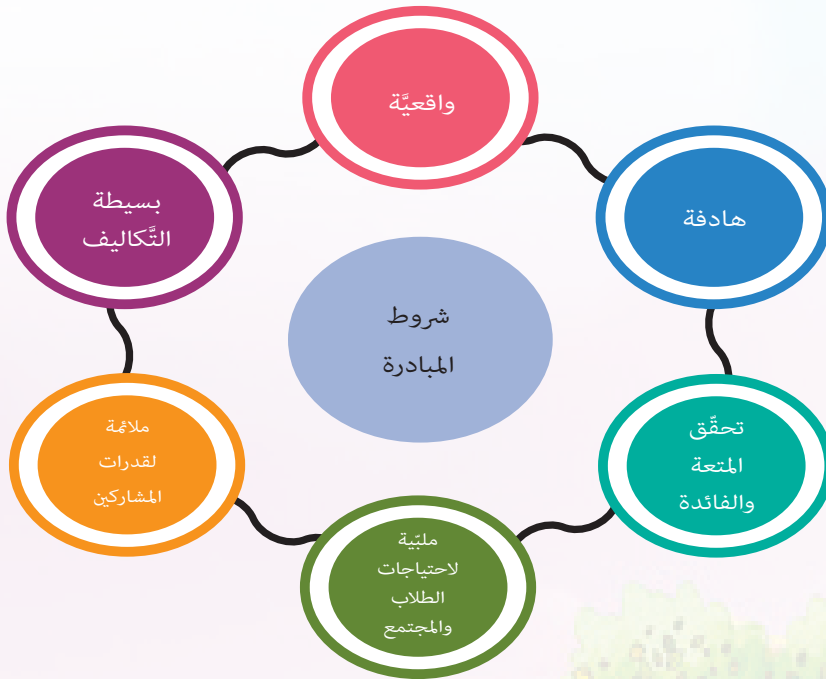 واقعيَّة
هادفة
تحقّق
المتعة
والفائدة
ملبّية
لاحتياجات
الطلاب
والمجتمع
ملائمة
لقدرات
المشاركين
بسيطة
التَّكاليف
شروط
المبادرة